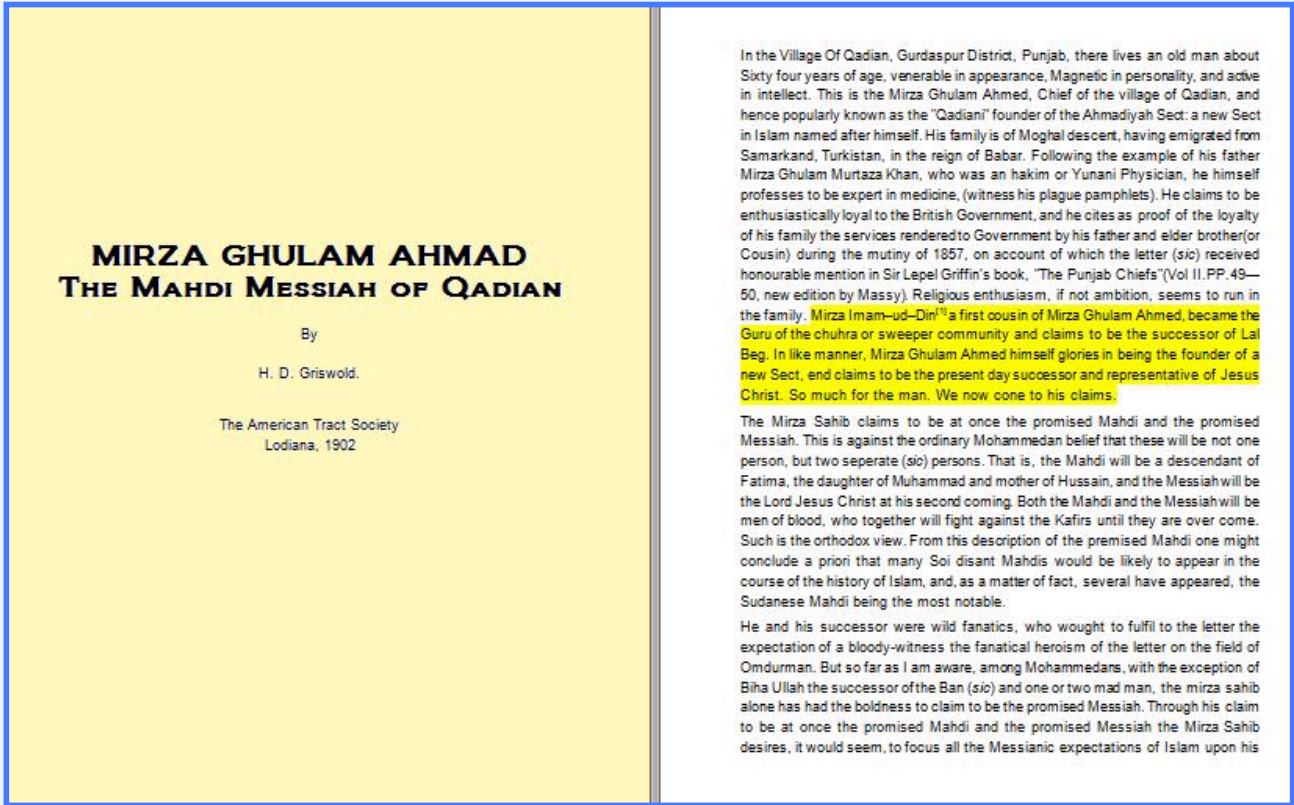 MIRZA GHULAM AHMAD
THE MAHDI MESSIAH OF QADIAN
By
H. D. Griswold.
The American Tract Society
Lodiana, 1902
In the Village Of Qadian, Gurdaspur District, Punjab, there lives an old man about
Sixty four years of age, venerable in appearance, Magnetic in personality, and active
in intellect. This is the Mirza Ghulam Ahmed, Chief of the village of Qadian, and
hence popularly known as the "Qadiani" founder of the Ahmadiyah Sect: a new Sect
in Islam named after himself. His family is of Moghal descent, having emigrated from
Samarkand, Turkistan, in the reign of Babar. Following the example of his father
Mirza Ghulam Murtaza Khan, who was an hakim or Yunani Physician, he himself
professes to be expert in medicine, (witness his plague pamphlets). He claims to be
enthusiastically loyal to the British Government, and he cites as proof of the loyalty
of his family the services rendered to Government by his father and elder brother(or
Cousin) during the mutiny of 1857, on account of which the letter (sic) received
honourable mention in Sir Lepel Griffin's book, "The Punjab Chiefs"(Vol II.PP.49—
50, new edition by Massy). Religious enthusiasm, if not ambition, seems to run in
the family. Mirza Imam–ud–Din[1] a first cousin of Mirza Ghulam Ahmed, became the
Guru of the chuhra or sweeper community and claims to be the successor of Lal
Beg. In like manner, Mirza Ghulam Ahmed himself glories in being the founder of a
new Sect, end claims to be the present day successor and representative of Jesus
Christ. So much for the man. We now cone to his claims.
The Mirza Sahib claims to be at once the promised Mahdi and the promised
Messiah. This is against the ordinary Mohammedan belief that these will be not one
person, but two seperate (sic) persons. That is, the Mahdi will be a descendant of
Fatima, the daughter of Muhammad and mother of Hussain, and the Messiah will be
the Lord Jesus Christ at his second coming. Both the Mahdi and the Messiah will be
men of blood, who together will fight against the Kafirs until they are over come.
Such is the orthodox view. From this description of the premised Mahdi one might
conclude a priori that many Soi disant Mahdis would be likely to appear in the
course of the history of Islam, and, as a matter of fact, several have appeared, the
Sudanese Mahdi being the most notable.
He and his successor were wild fanatics, who wought to fulfil to the letter the
expectation of a bloody-witness the fanatical heroism of the letter on the field of
Omdurman. But so far as I am aware, among Mohammedans, with the exception of
Biha Ullah the successor of the Ban (sic) and one or two mad man, the mirza sahib
alone has had the boldness to claim to be the promised Messiah. Through his claim
to be at once the promised Mahdi and the promised Messiah the Mirza Sahib
desires, it would seem, to focus all the Messianic expectations of Islam upon his